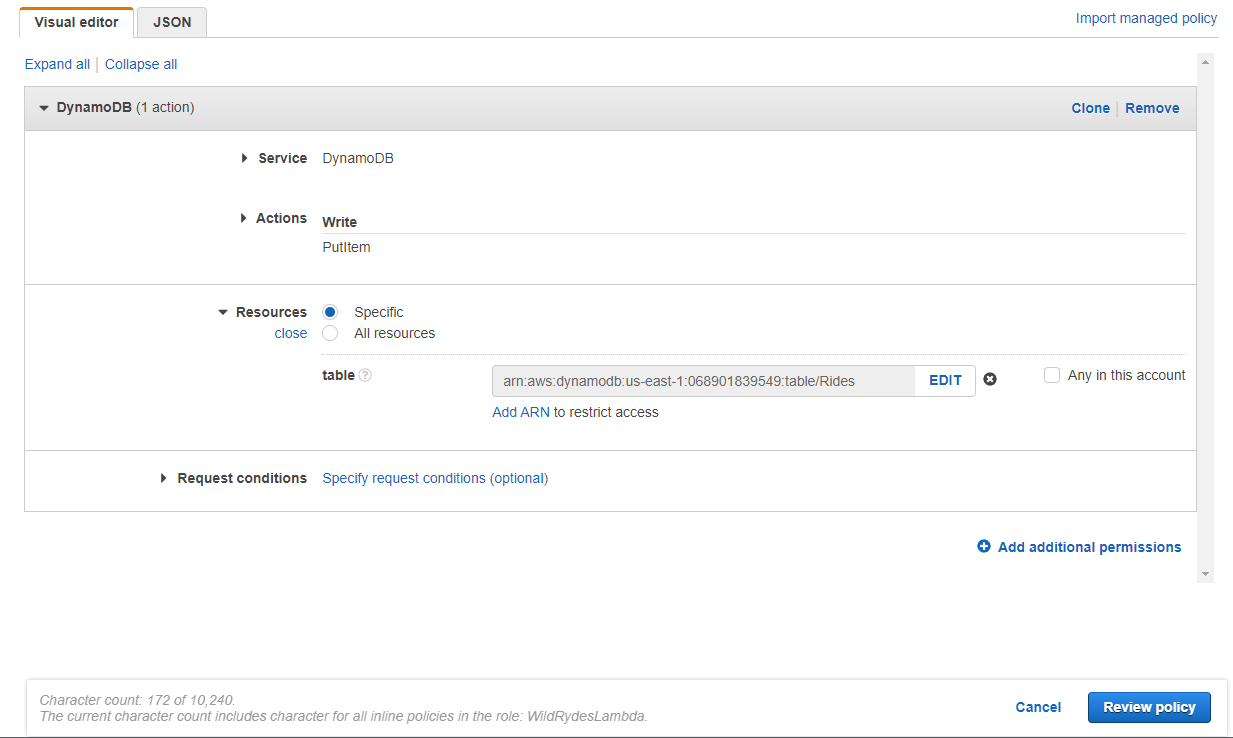 Visual editor JSON Import managed policy
Expand all Collapse all
DynamoDB (1 action) Clone Remove
Service DynamoDB
Actions Write
PutItem
Resources Specific
close All resources
table ? arn:aws:dynamodb:us-east-1:068901839549:table/Rides EDIT Any in this account
Add ARN to restrict access
Request conditions Specify request conditions (optional)
Add additional permissions
Character count: 172 of 10,240.
The current character count includes character for all inline policies in the role: WildRydesLambda.
Cancel Review policy